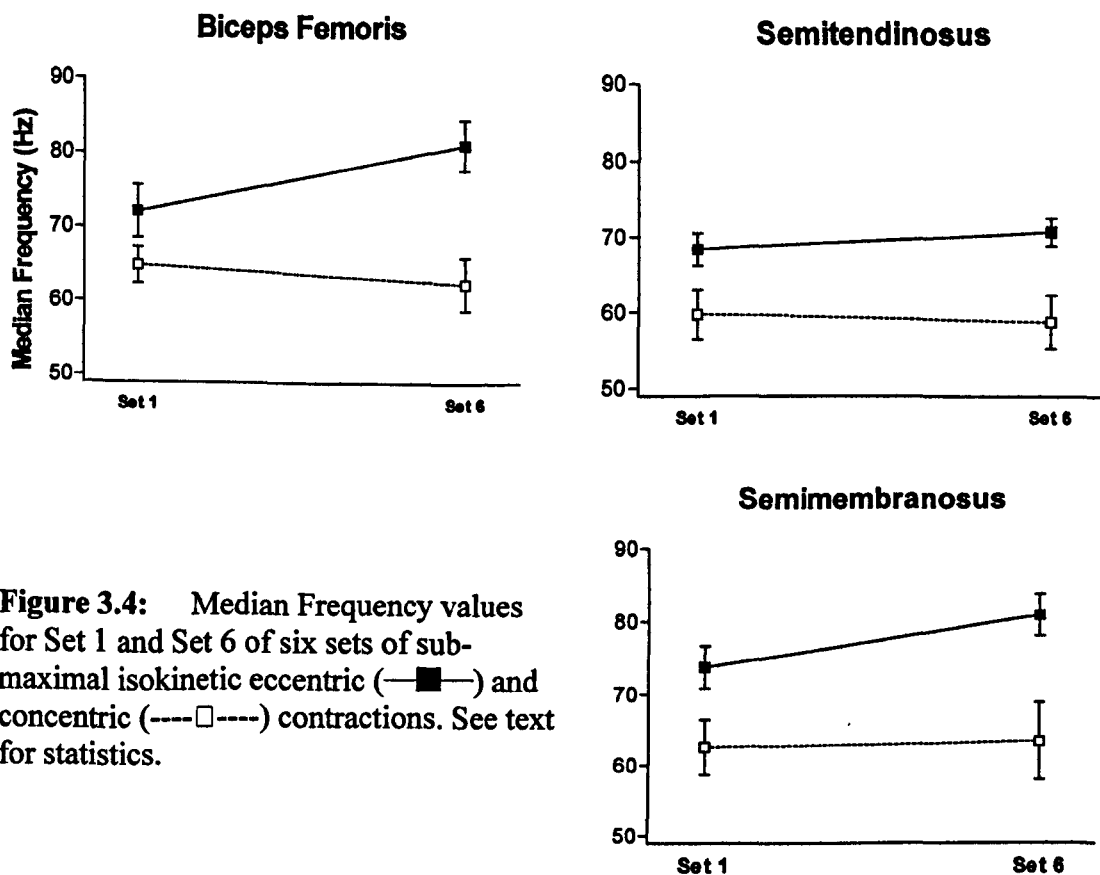 Biceps Femoris
Median Frequency (Hz)
90
80
70
60
50
Set 1 Set 6
Semitendinosus
90
80
70
60
50
Set 1 Set 6
Semimembranosus
90
80
70
60
50
Set 1 Set 6
Figure 3.4: Median Frequency values
for Set 1 and Set 6 of six sets of sub-
maximal isokinetic eccentric (—■—) and
concentric (----□----) contractions. See text
for statistics.